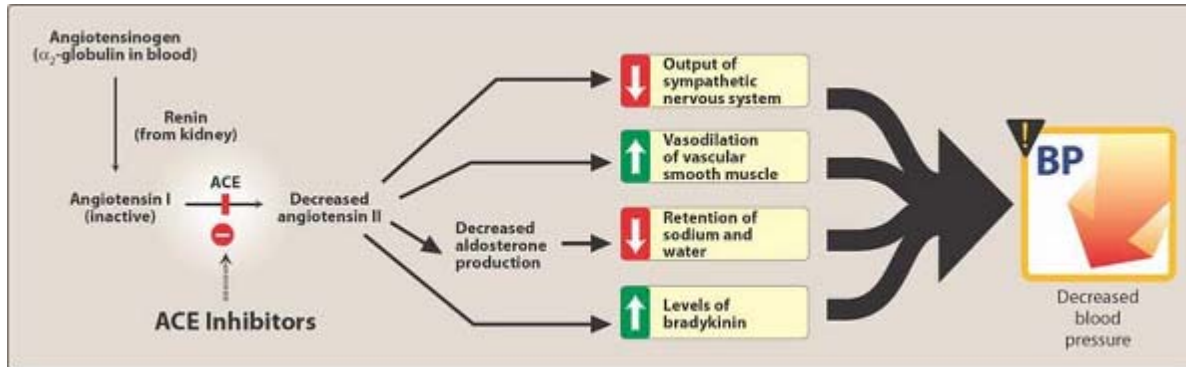 Angiotensinogen
(α₂-globulin in blood)
Renin
(from kidney)
Angiotensin I
(inactive)
ACE
Decreased
angiotensin II
ACE Inhibitors
Decreased
aldosterone
production
Output of
sympathetic
nervous system
Vasodilation
of vascular
smooth muscle
Retention of
sodium and
water
Levels of
bradykinin
!
BP
Decreased
blood
pressure